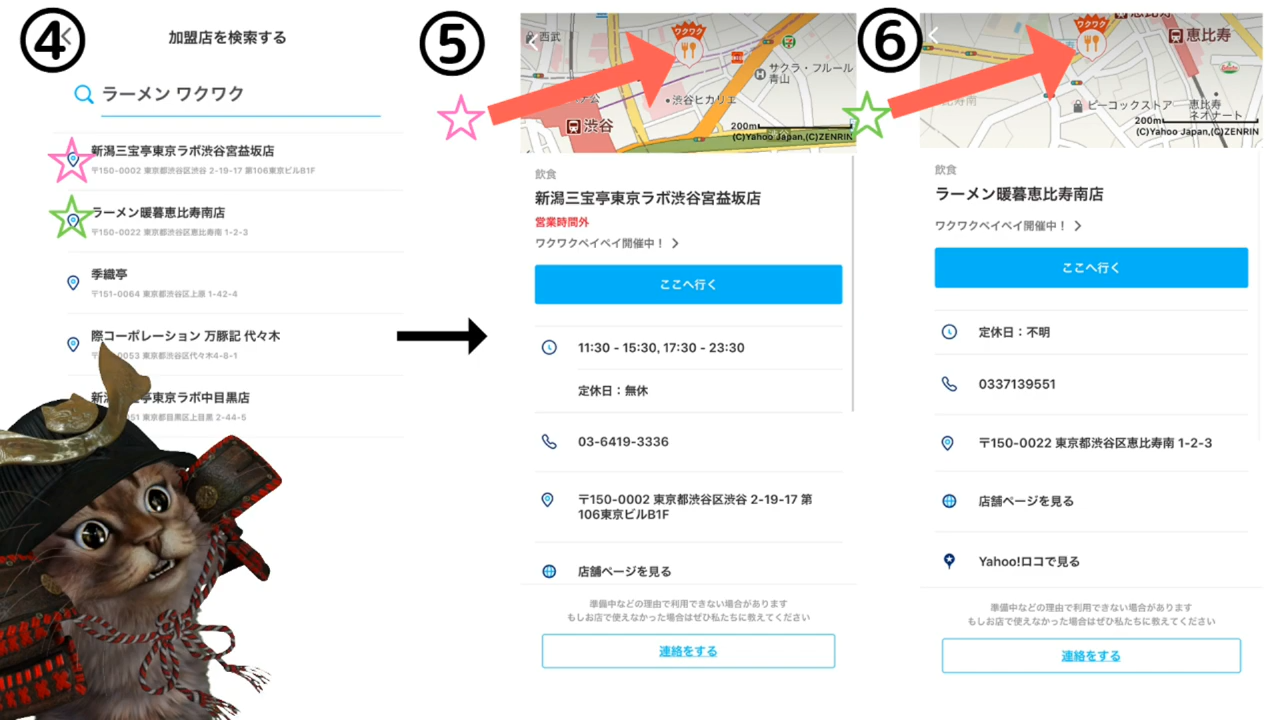 ④
加盟店を検索する
ラーメン ワクワク
新潟三宝亭東京ラボ渋谷宮益坂店
〒150-0002 東京都渋谷区渋谷 2-19-17 第106東京ビルB1F
ラーメン暖暮恵比寿南店
〒150-0022 東京都渋谷区恵比寿南 1-2-3
季織亭
〒151-0064 東京都渋谷区上原 1-42-4
際コーポレーション 万豚記 代々木
0053 東京都渋谷区代々木4-8-1
亭東京ラボ中目黒店
51 東京都目黒区上目黒 2-44-5
⑤
西武
ワクワク
サクラ・フルール
青山
渋谷ヒカリエ
渋谷
200m
(C)Yahoo Japan,(C)ZENRIN
飲食
新潟三宝亭東京ラボ渋谷宮益坂店
営業時間外
ワクワクペイペイ開催中！
ここへ行く
11:30 - 15:30, 17:30 - 23:30
定休日：無休
03-6419-3336
〒150-0002 東京都渋谷区渋谷 2-19-17 第
106東京ビルB1F
店舗ページを見る
準備中などの理由で利用できない場合があります
もしお店で使えなかった場合はぜひ私たちに教えてください
連絡をする
⑥
ワクワク
恵比寿
ピーコックストア
恵比寿
ネオナート
200m
(C)Yahoo Japan,(C)ZENRIN
飲食
ラーメン暖暮恵比寿南店
ワクワクペイペイ開催中！
ここへ行く
定休日：不明
0337139551
〒150-0022 東京都渋谷区恵比寿南 1-2-3
店舗ページを見る
Yahoo!ロコで見る
準備中などの理由で利用できない場合があります
もしお店で使えなかった場合はぜひ私たちに教えてください
連絡をする